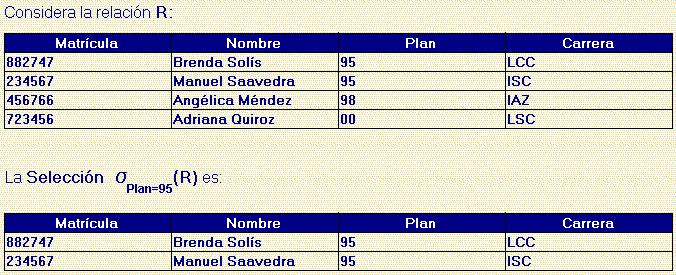 Considera la relación R:
Matrícula Nombre Plan Carrera
882747 Brenda Solís 95 LCC
234567 Manuel Saavedra 95 ISC
456766 Angélica Méndez 98 IAZ
723456 Adriana Quiroz 00 LSC
La Selección σPlan=95(R) es:
Matrícula Nombre Plan Carrera
882747 Brenda Solís 95 LCC
234567 Manuel Saavedra 95 ISC